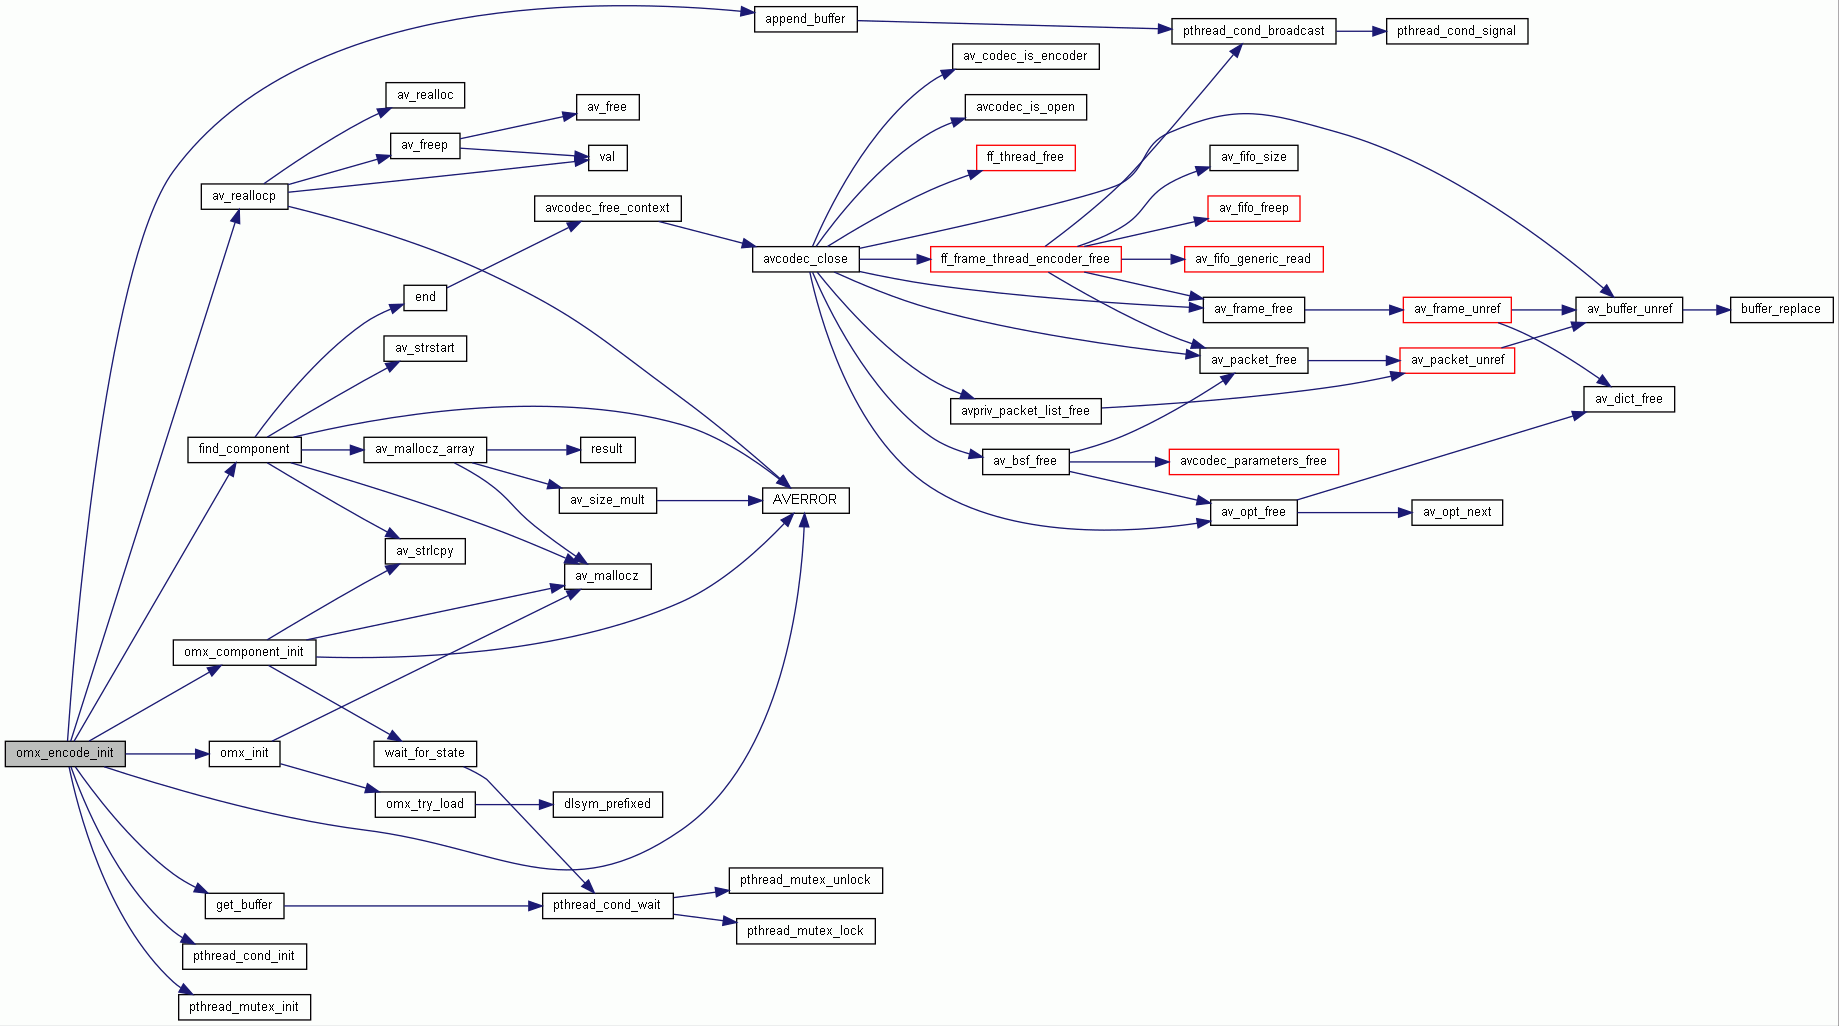 append_buffer
pthread_cond_broadcast
pthread_cond_signal
av_codec_is_encoder
av_realloc
av_free
avcodec_is_open
av_freep
val
ff_thread_free
av_fifo_size
av_reallocp
avcodec_free_context
av_fifo_freep
avcodec_close
ff_frame_thread_encoder_free
av_fifo_generic_read
end
av_frame_free
av_frame_unref
av_buffer_unref
buffer_replace
av_strstart
av_packet_free
av_packet_unref
av_dict_free
avpriv_packet_list_free
find_component
av_mallocz_array
result
av_bsf_free
avcodec_parameters_free
av_size_mult
AVERROR
av_opt_free
av_opt_next
av_strlcpy
av_mallocz
omx_component_init
omx_encode_init
omx_init
wait_for_state
omx_try_load
dlsym_prefixed
pthread_mutex_unlock
get_buffer
pthread_cond_wait
pthread_mutex_lock
pthread_cond_init
pthread_mutex_init